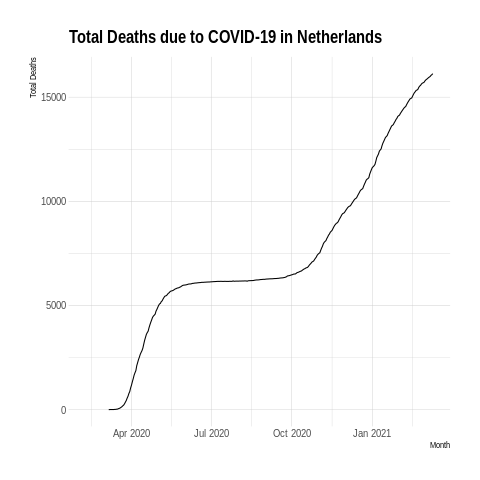 Total Deaths due to COVID-19 in Netherlands
Total Deaths
15000
10000
5000
0
Apr 2020 Jul 2020 Oct 2020 Jan 2021
Month